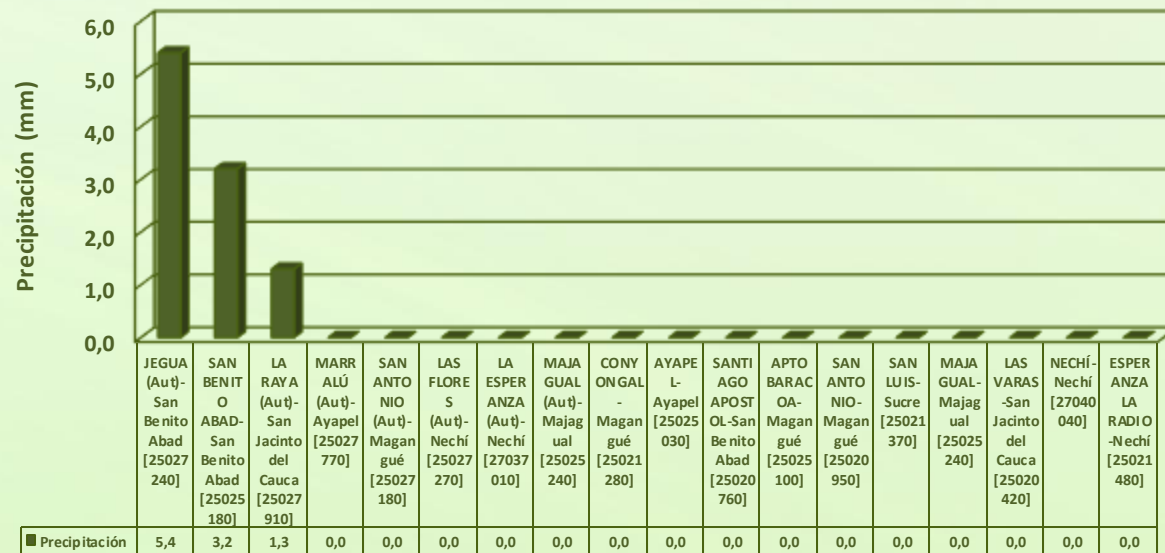 6,0
5,0
4,0
3,0
2,0
1,0
0,0
Precipitación (mm)
JEGUA
(Aut)-
San
Benito
Abad
[25027
240]
SAN
BENIT
O
ABAD-
San
Benito
Abad
[25025
180]
LA
RAYA
(Aut)-
San
Jacinto
del
Cauca
[25027
910]
MARR
ALÚ
(Aut)-
Ayapel
[25027
770]
SAN
ANTO
NIO
(Aut)-
Magan
gué
[25027
180]
LAS
FLORE
S
(Aut)-
Nechí
[25027
270]
LA
ESPER
ANZA
(Aut)-
Nechí
[27037
010]
MAJA
GUAL
(Aut)-
Majag
ual
[25025
240]
CONY
ONGAL
-
Magan
gué
[25021
280]
AYAPE
L-
Ayapel
[25025
030]
SANTI
AGO
APOST
OL-San
Benito
Abad
[25020
760]
APTO
BARAC
OA-
Magan
gué
[25025
100]
SAN
ANTO
NIO-
Magan
gué
[25020
950]
SAN
LUIS-
Sucre
[25021
370]
MAJA
GUAL-
Majag
ual
[25025
240]
LAS
VARAS
-San
Jacinto
del
Cauca
[25020
420]
NECHÍ-
Nechí
[27040
040]
ESPER
ANZA
LA
RADIO
-Nechí
[25021
480]
Precipitación 5,4 3,2 1,3 0,0 0,0 0,0 0,0 0,0 0,0 0,0 0,0 0,0 0,0 0,0 0,0 0,0 0,0 0,0